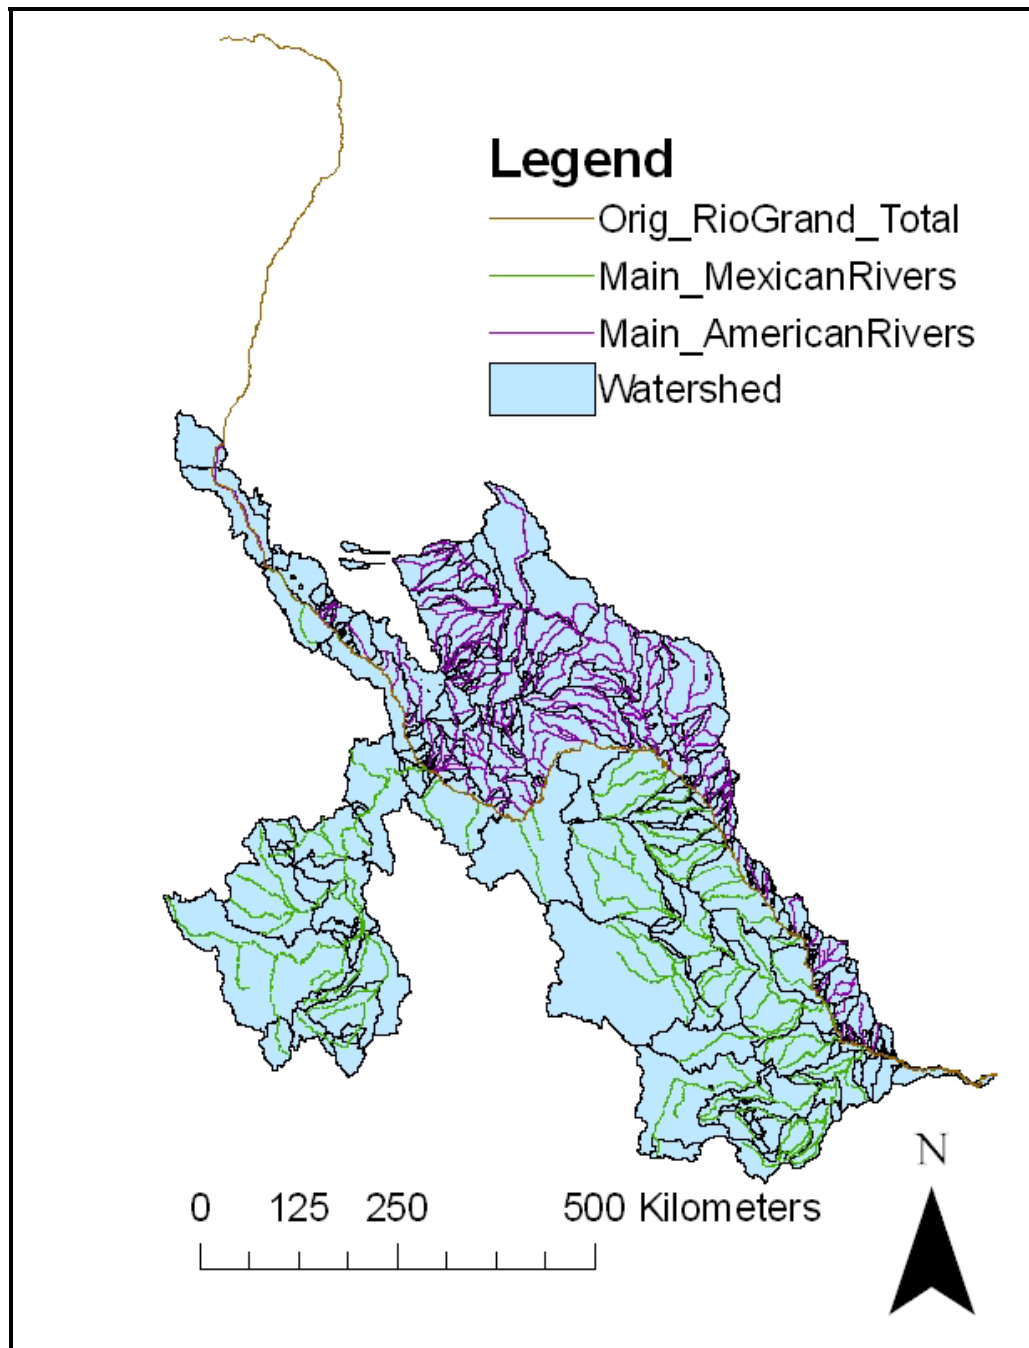 Legend
Orig_RioGrand_Total
Main_MexicanRivers
Main_AmericanRivers
Watershed
N
0 125 250 500 Kilometers